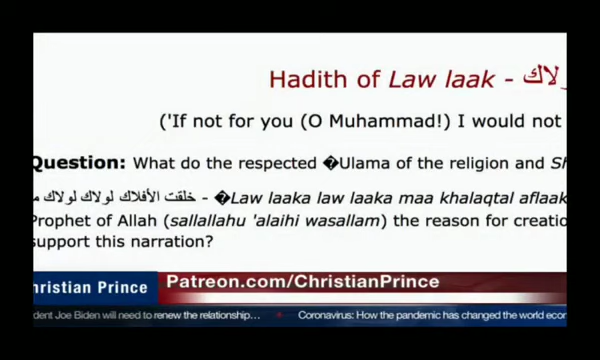 Hadith of Law laak - لولاك
('If not for you (O Muhammad!) I would not
Question: What do the respected �Ulama of the religion and Sh
خلقت الأفلاك لولاك لولاك م - �Law laaka law laaka maa khalaqtal aflaak
Prophet of Allah (sallallahu 'alaihi wasallam) the reason for creatio
support this narration?
hristian Prince
Patreon.com/ChristianPrince
dent Joe Biden will need to renew the relationship... Coronavirus: How the pandemic has changed the world econ